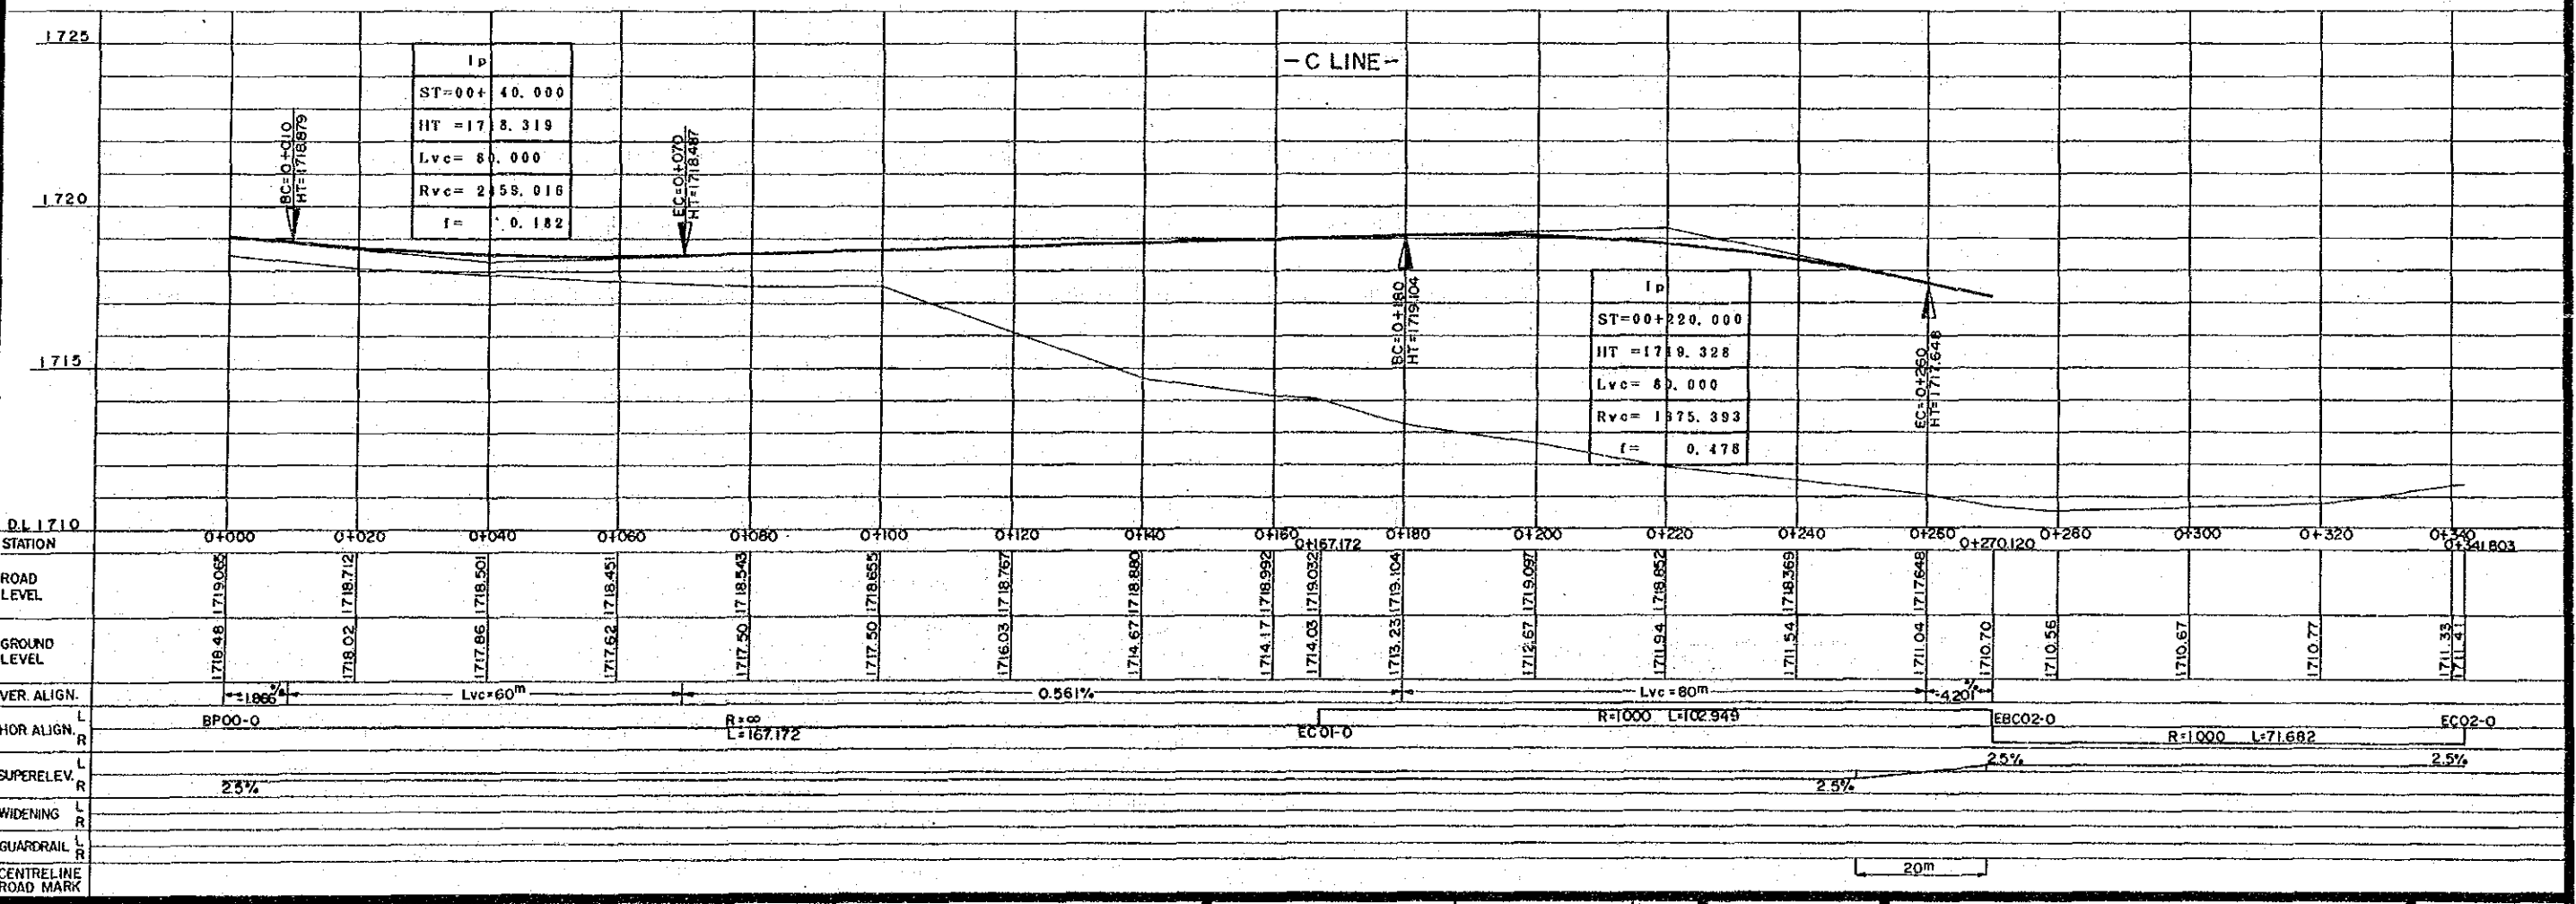 - C LINE -
1725
1720
1715
D.L 1710
Ip
ST=00+ 40.000
HT =1718.319
Lvc= 80.000
Rvc= 2459.016
f= 0.182
BC=0+010
HT=1718.879
EC=0+070
HT=1718.487
BC=0+180
HT=1719.104
Ip
ST=00+220.000
HT =1719.328
Lvc= 80.000
Rvc= 1675.393
f= 0.476
EC=0+260
HT=1717.648
STATION 0+000 0+020 0+040 0+060 0+080 0+100 0+120 0+140 0+160 0+167.172 0+180 0+200 0+220 0+240 0+260 0+270.120 0+280 0+300 0+320 0+340 0+341.803
ROAD LEVEL 1719.065 1718.712 1718.501 1718.451 1718.543 1718.655 1718.767 1718.880 1718.992 1719.032 1719.104 1719.097 1718.852 1718.369 1717.648
GROUND LEVEL 1718.48 1718.02 1717.86 1717.62 1717.50 1717.50 1716.03 1714.67 1714.17 1714.03 1713.23 1712.67 1711.94 1711.54 1711.04 1710.70 1710.56 1710.67 1710.77 1711.33 1711.41
VER. ALIGN. -1.866% Lvc=60m 0.561% Lvc=80m -4.201%
HOR ALIGN. L R BP00-0 R=∞ L=167.172 EC01-0 R=1000 L=102.949 EBC02-0 R=1000 L=71.682 EC02-0
SUPERELEV. L R 2.5% 2.5% 2.5% 2.5%
WIDENING L R
GUARDRAIL L R
CENTRELINE ROAD MARK 20m